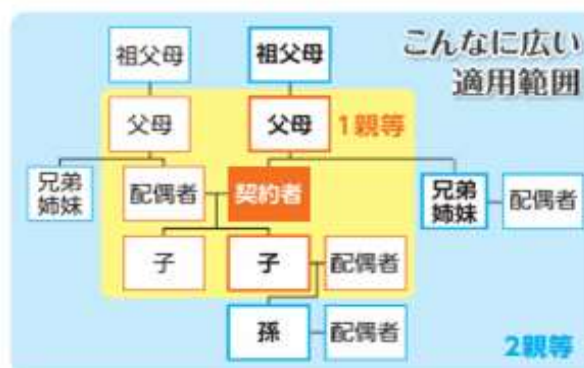 こんなに広い
適用範囲
祖父母
祖父母
父母
父母
1親等
兄弟
姉妹
配偶者
契約者
兄弟
姉妹
配偶者
子
子
配偶者
孫
配偶者
2親等